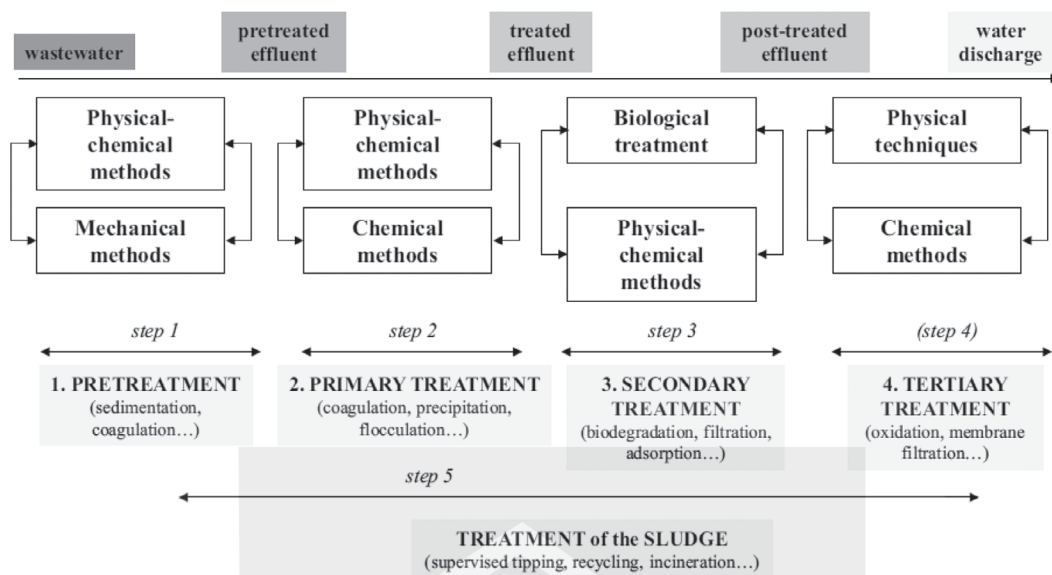 wastewater
pretreated
effluent
treated
effluent
post-treated
effluent
water
discharge
Physical-
chemical
methods
Mechanical
methods
Physical-
chemical
methods
Chemical
methods
Biological
treatment
Physical-
chemical
methods
Physical
techniques
Chemical
methods
step 1
step 2
step 3
(step 4)
1. PRETREATMENT
(sedimentation,
coagulation…)
2. PRIMARY TREATMENT
(coagulation, precipitation,
flocculation…)
3. SECONDARY
TREATMENT
(biodegradation, filtration,
adsorption…)
4. TERTIARY
TREATMENT
(oxidation, membrane
filtration…)
step 5
TREATMENT of the SLUDGE
(supervised tipping, recycling, incineration…)